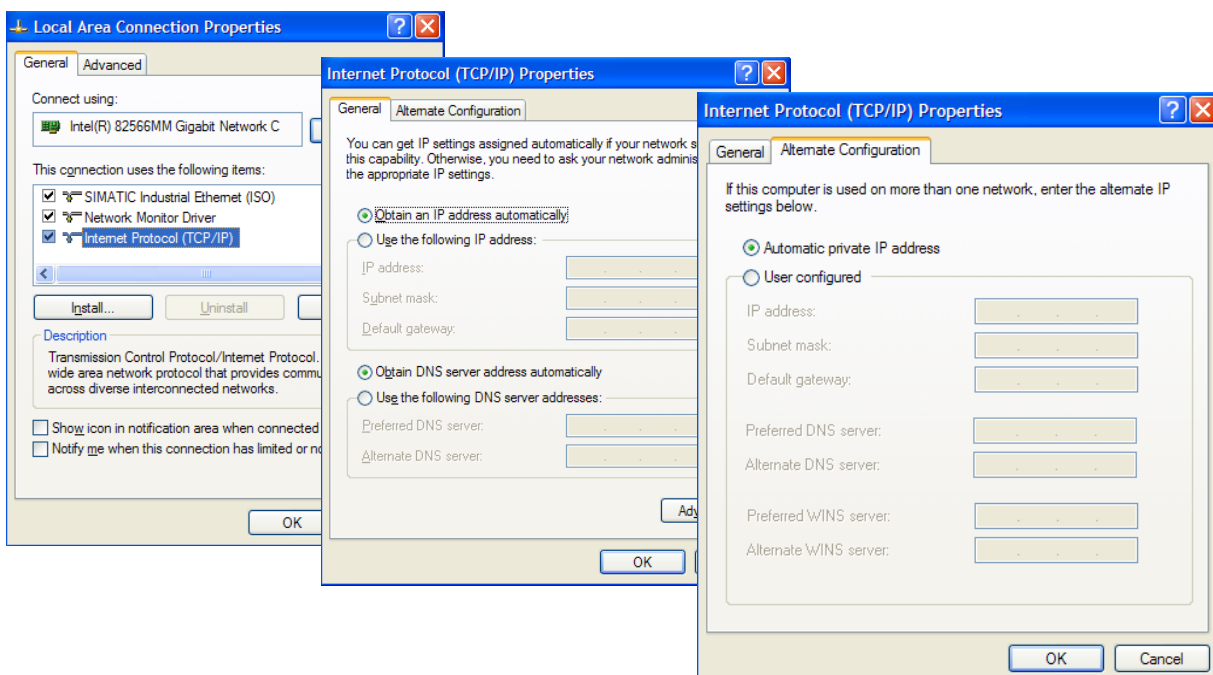 Local Area Connection Properties
General Advanced
Connect using:
Intel(R) 82566MM Gigabit Network C
This connection uses the following items:
SIMATIC Industrial Ethernet (ISO)
Network Monitor Driver
Internet Protocol (TCP/IP)
Install... Uninstall
Description
Transmission Control Protocol/Internet Protocol.
wide area network protocol that provides commu
across diverse interconnected networks.
Show icon in notification area when connected
Notify me when this connection has limited or no
OK
Internet Protocol (TCP/IP) Properties
General Alternate Configuration
You can get IP settings assigned automatically if your network s
this capability. Otherwise, you need to ask your network adminis
the appropriate IP settings.
Obtain an IP address automatically
Use the following IP address:
IP address:
Subnet mask:
Default gateway:
Obtain DNS server address automatically
Use the following DNS server addresses:
Preferred DNS server:
Alternate DNS server:
Adv
OK
Internet Protocol (TCP/IP) Properties
General Alternate Configuration
If this computer is used on more than one network, enter the alternate IP
settings below.
Automatic private IP address
User configured
IP address:
Subnet mask:
Default gateway:
Preferred DNS server:
Alternate DNS server:
Preferred WINS server:
Alternate WINS server:
OK Cancel